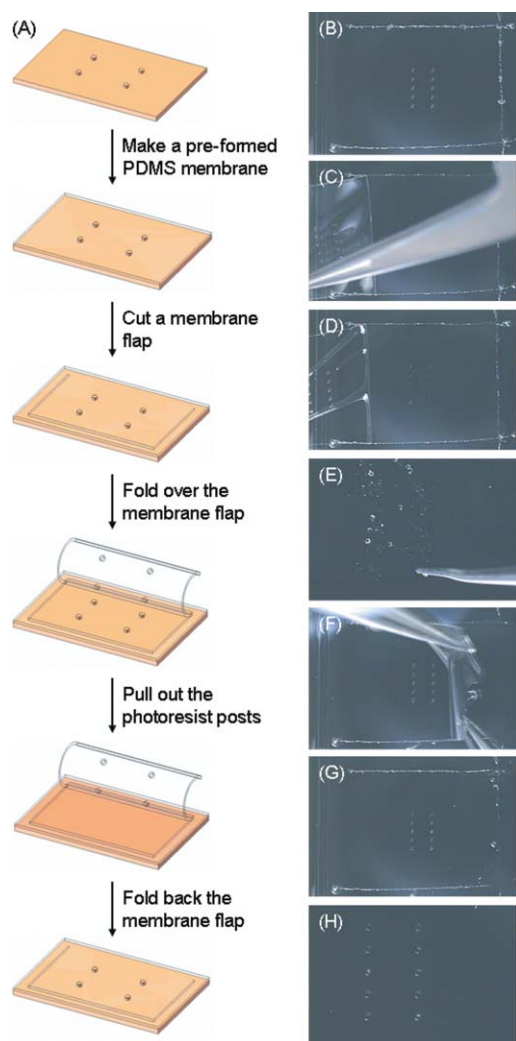 (A)
Make a pre-formed
PDMS membrane
Cut a membrane
flap
Fold over the
membrane flap
Pull out the
photoresist posts
Fold back the
membrane flap
(B)
(C)
(D)
(E)
(F)
(G)
(H)